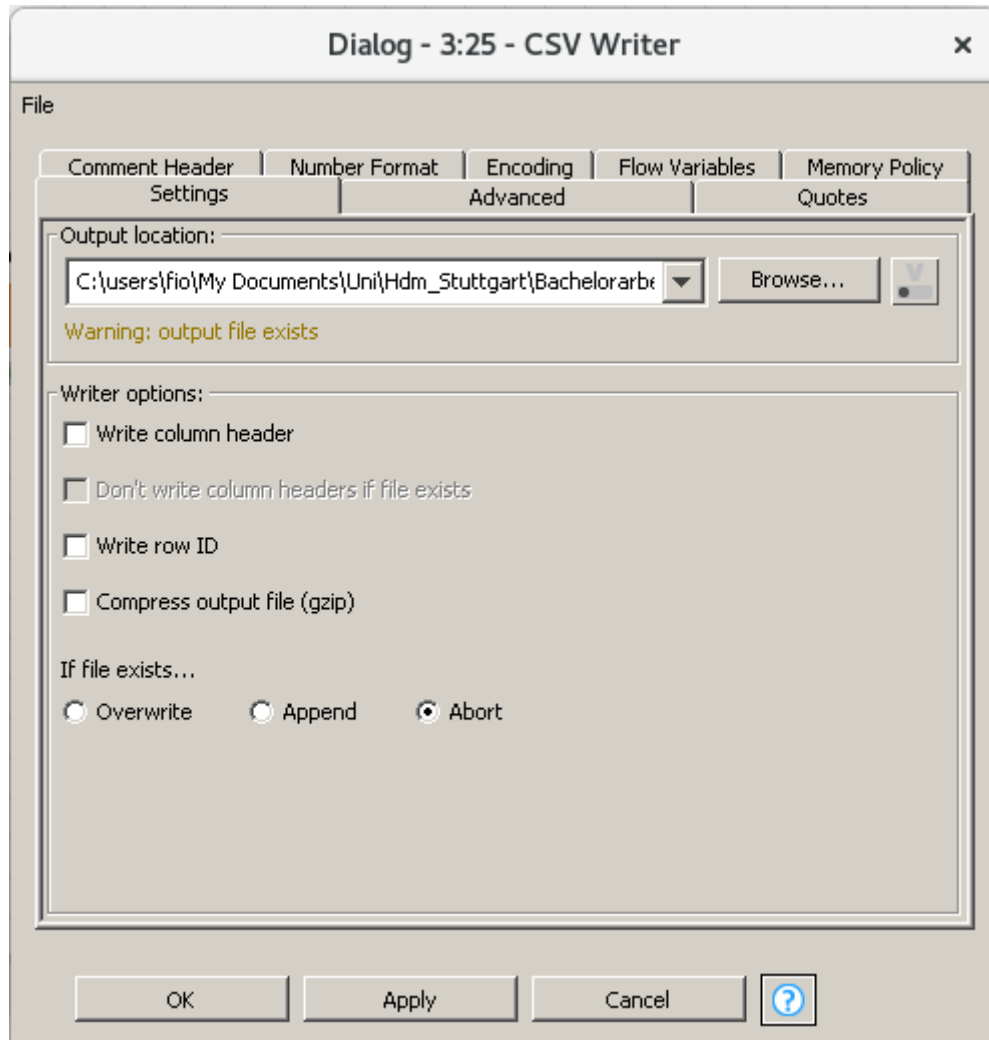 Dialog - 3:25 - CSV Writer ×
File
Comment Header Number Format Encoding Flow Variables Memory Policy
Settings Advanced Quotes
Output location:
C:\users\fio\My Documents\Uni\Hdm_Stuttgart\Bachelorarbe Browse... V
Warning: output file exists
Writer options:
Write column header
Don't write column headers if file exists
Write row ID
Compress output file (gzip)
If file exists...
Overwrite Append Abort
OK Apply Cancel ?